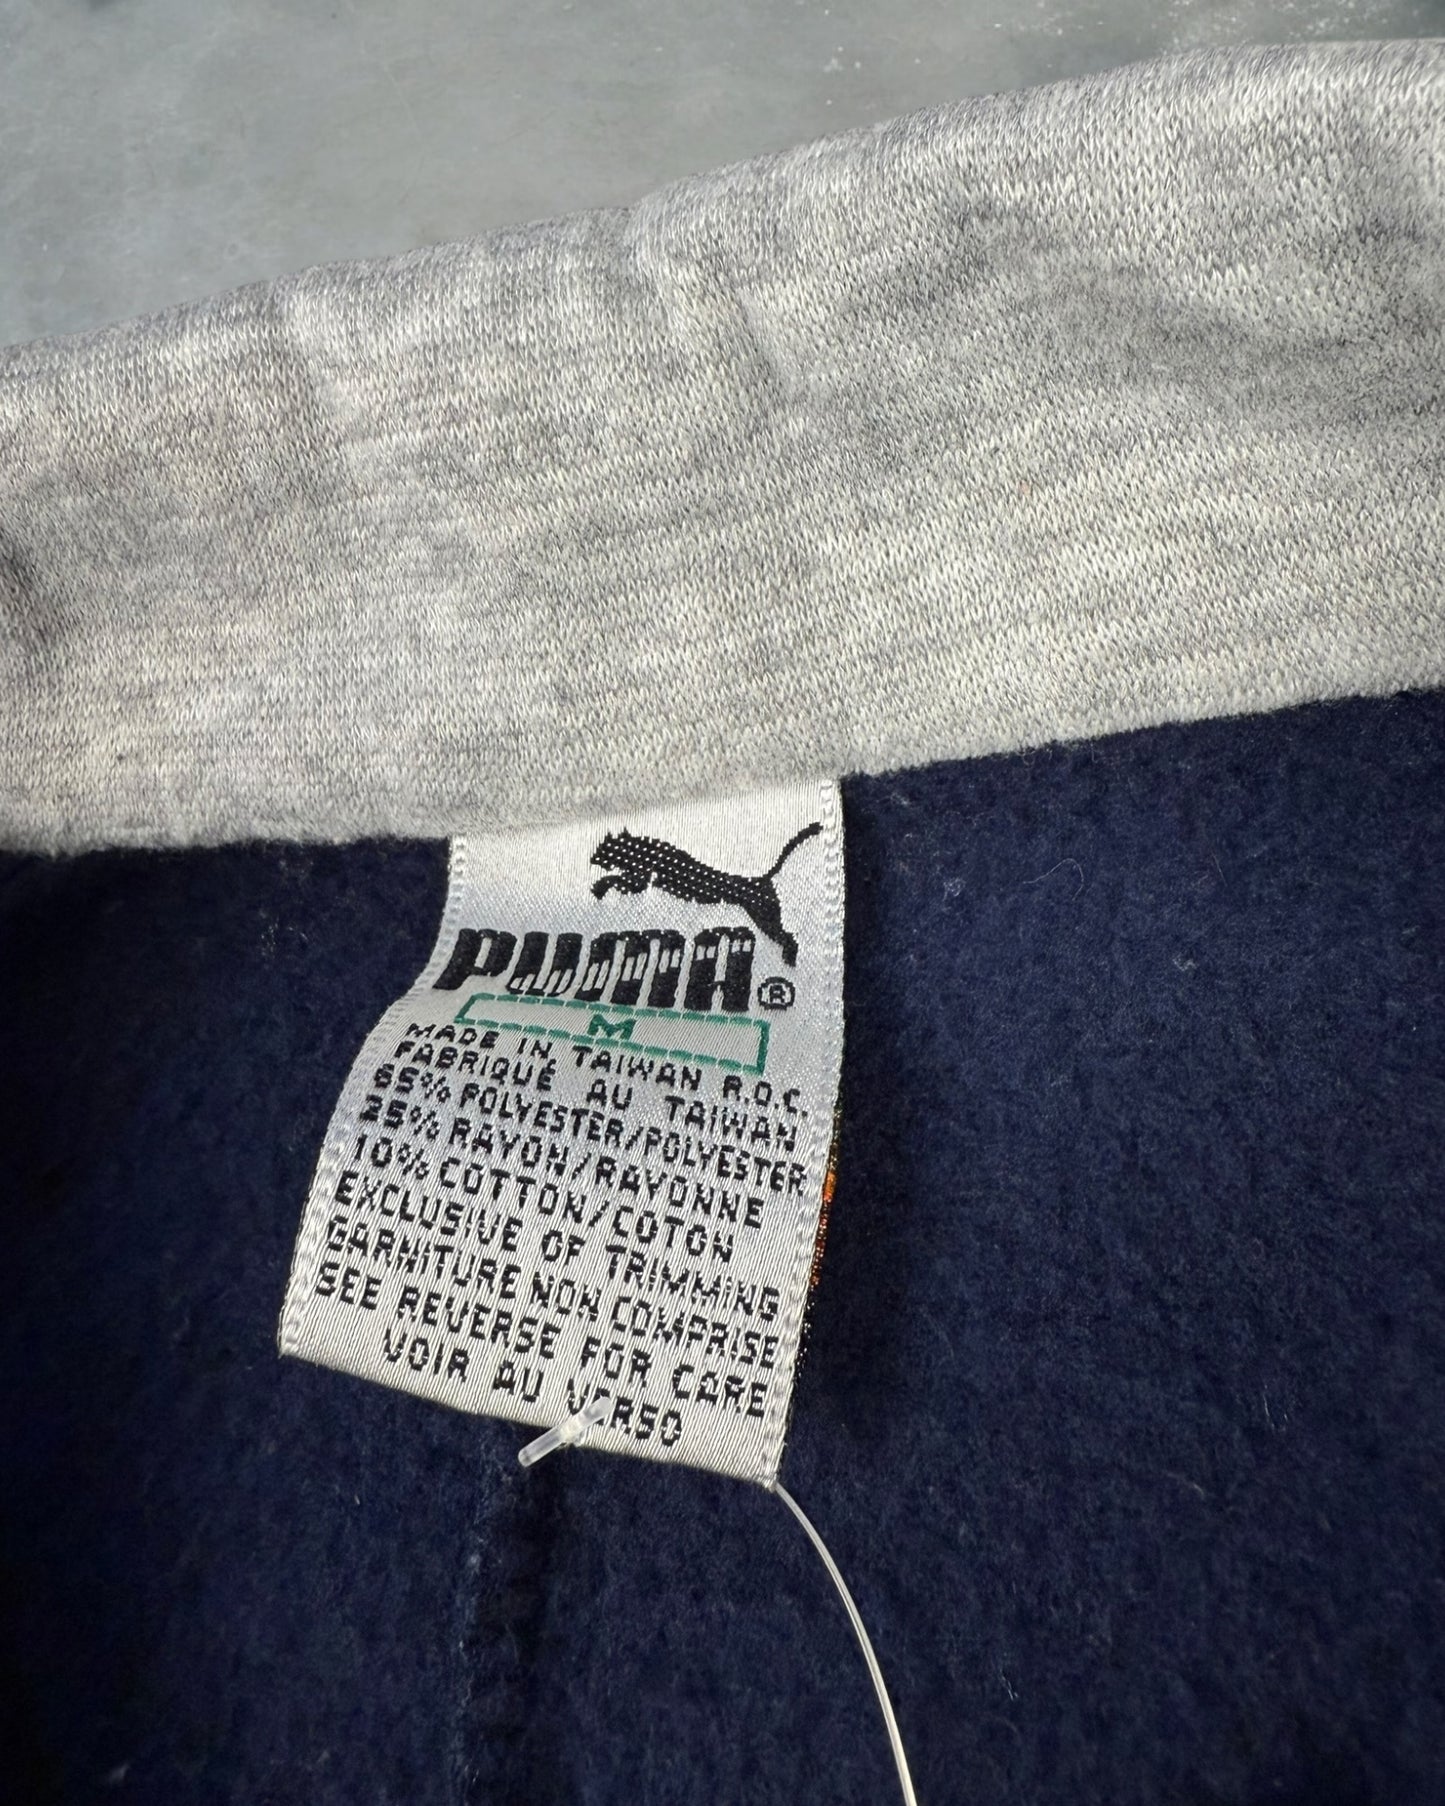 PUMA®
M
MADE IN TAIWAN R.O.C.
FABRIQUÉ AU TAIWAN
65% POLYESTER/POLYESTER
25% RAYON/RAYONNE
10% COTTON/COTON
EXCLUSIVE OF TRIMMING
GARNITURE NON COMPRISE
SEE REVERSE FOR CARE
VOIR AU VERSO